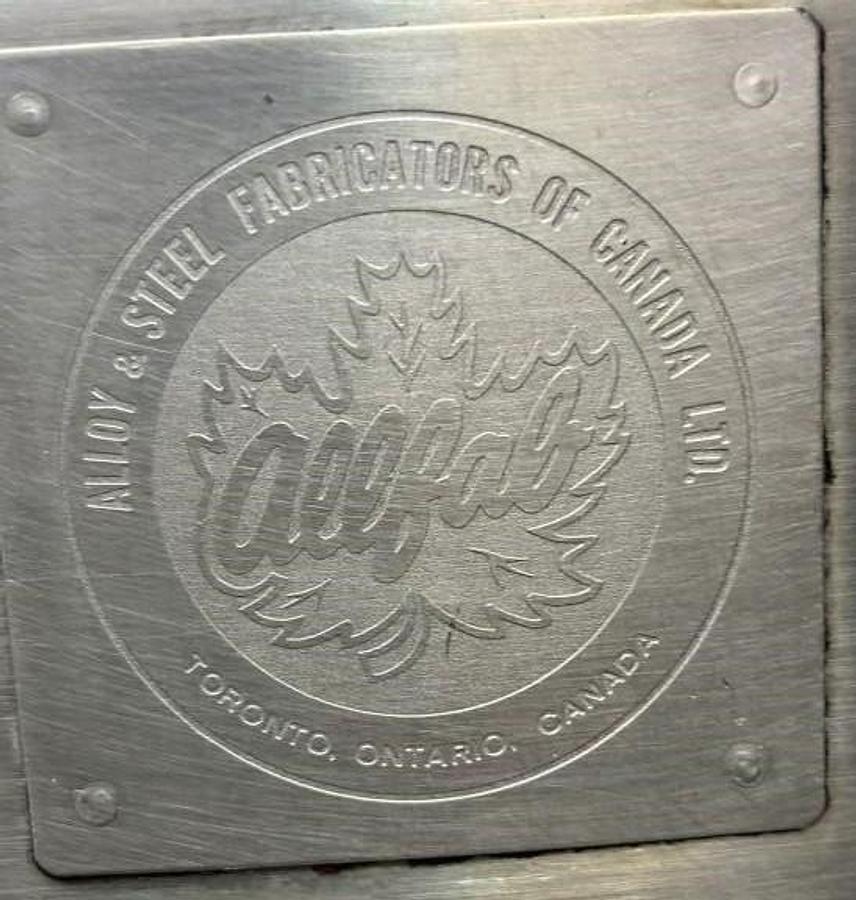 ALLOY & STEEL FABRICATORS OF CANADA LTD.
allfab
TORONTO, ONTARIO, CANADA